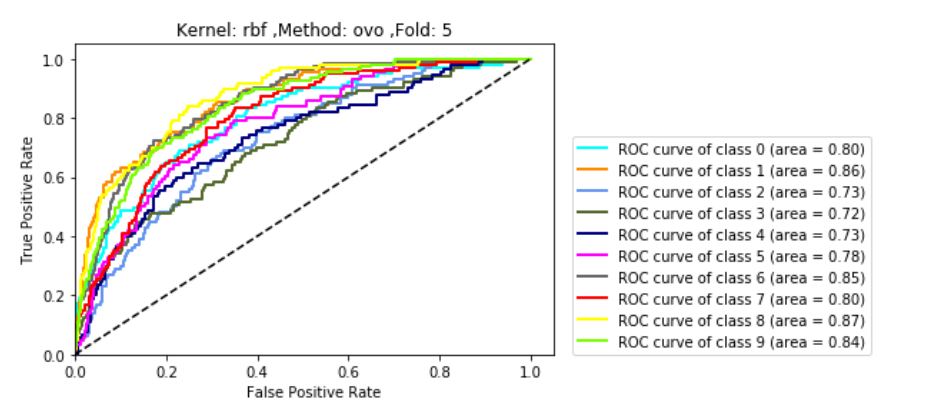 Kernel: rbf ,Method: ovo ,Fold: 5
1.0
0.8
0.6
0.4
0.2
0.0
True Positive Rate
0.0 0.2 0.4 0.6 0.8 1.0
False Positive Rate
ROC curve of class 0 (area = 0.80)
ROC curve of class 1 (area = 0.86)
ROC curve of class 2 (area = 0.73)
ROC curve of class 3 (area = 0.72)
ROC curve of class 4 (area = 0.73)
ROC curve of class 5 (area = 0.78)
ROC curve of class 6 (area = 0.85)
ROC curve of class 7 (area = 0.80)
ROC curve of class 8 (area = 0.87)
ROC curve of class 9 (area = 0.84)